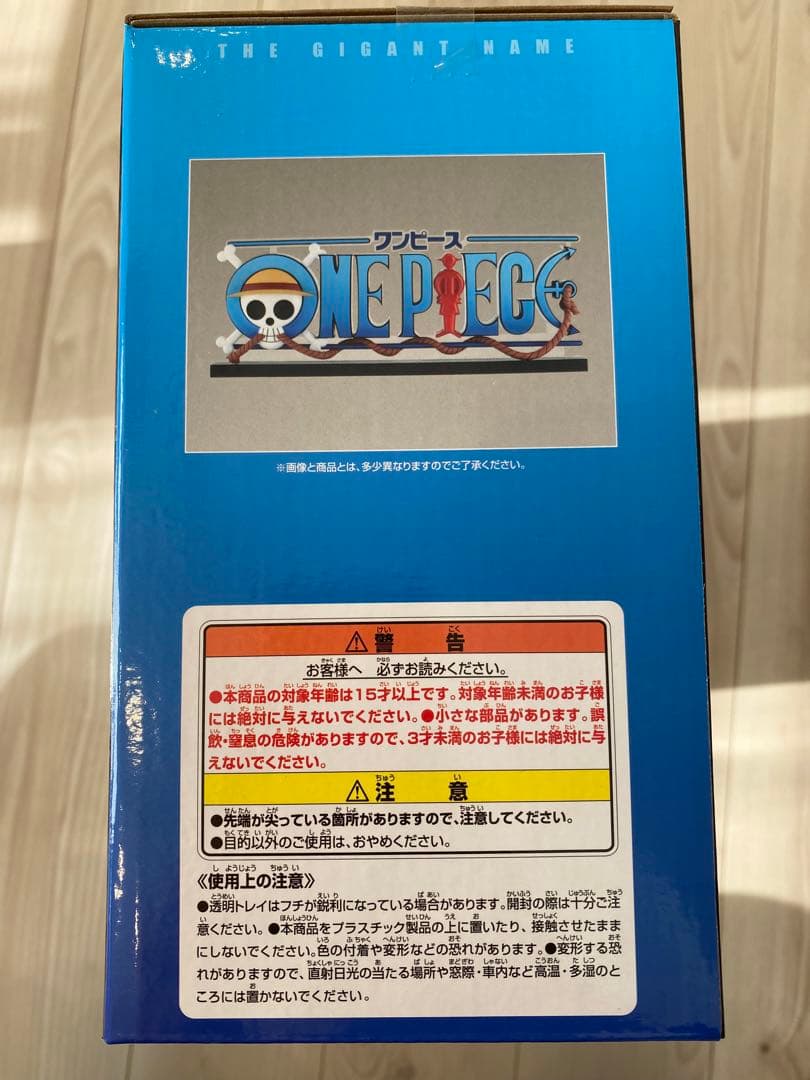 THE GIGANT NAME
ワンピース
ONE PIECE
※画像と商品とは、多少異なりますのでご了承ください。
⚠警告
お客様へ 必ずお読みください。
●本商品の対象年齢は15才以上です。対象年齢未満のお子様
には絶対に与えないでください。●小さな部品があります。誤
飲・窒息の危険がありますので、3才未満のお子様には絶対に与
えないでください。
⚠注意
●先端が尖っている箇所がありますので、注意してください。
●目的以外のご使用は、おやめください。
《使用上の注意》
●透明トレイはフチが鋭利になっている場合があります。開封の際は十分ご注
意ください。●本商品をプラスチック製品の上に置いたり、接触させたまま
にしないでください。色の付着や変形などの恐れがあります。●変形する恐
れがありますので、直射日光の当たる場所や窓際・車内など高温・多湿のと
ころには置かないでください。